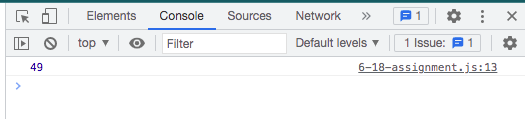 Elements Console Sources Network » 1
top Filter Default levels 1 Issue: 1
49 6-18-assignment.js:13
>